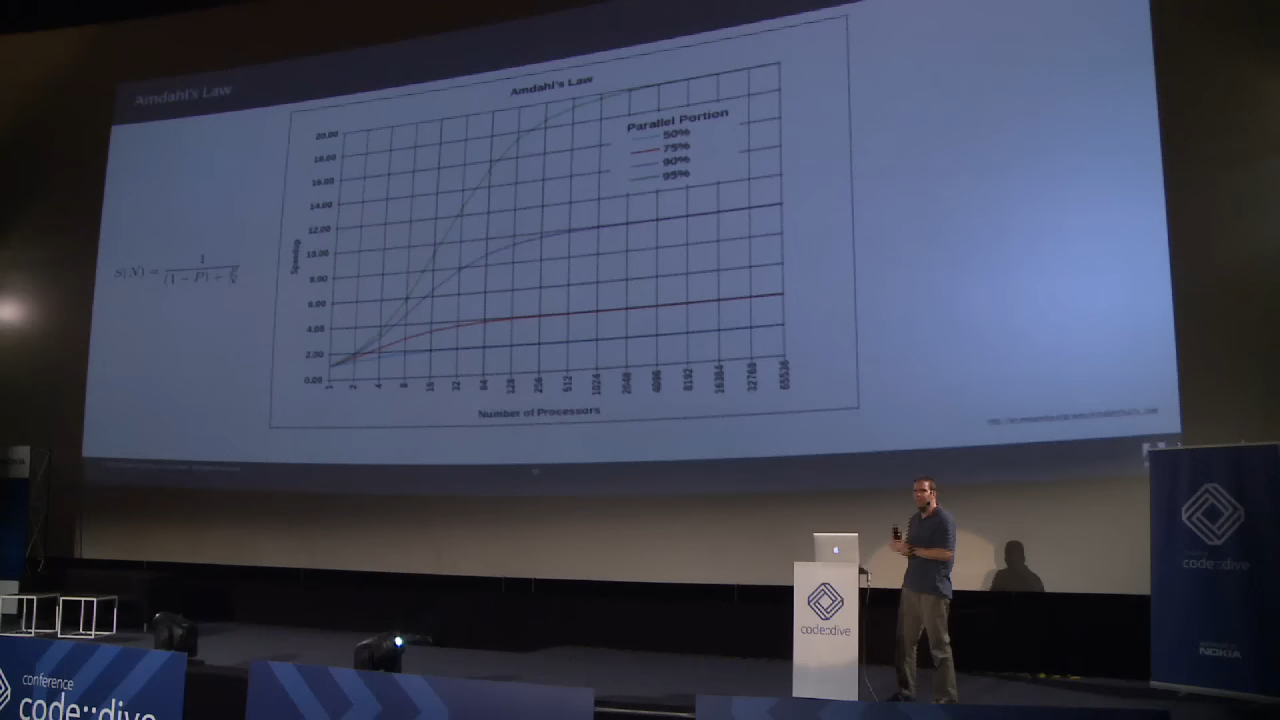 Amdahl's Law
Amdahl's Law
Parallel Portion
50%
75%
90%
95%
20.00
18.00
16.00
14.00
12.00
10.00
8.00
6.00
4.00
2.00
0.00
Speedup
1 2 4 8 16 32 64 128 256 512 1024 2048 4096 8192 16384 32768 65536
Number of Processors
S(N) = 1 / (1 − P) + P/N
code::dive
code::dive
NOKIA
conference
code::dive